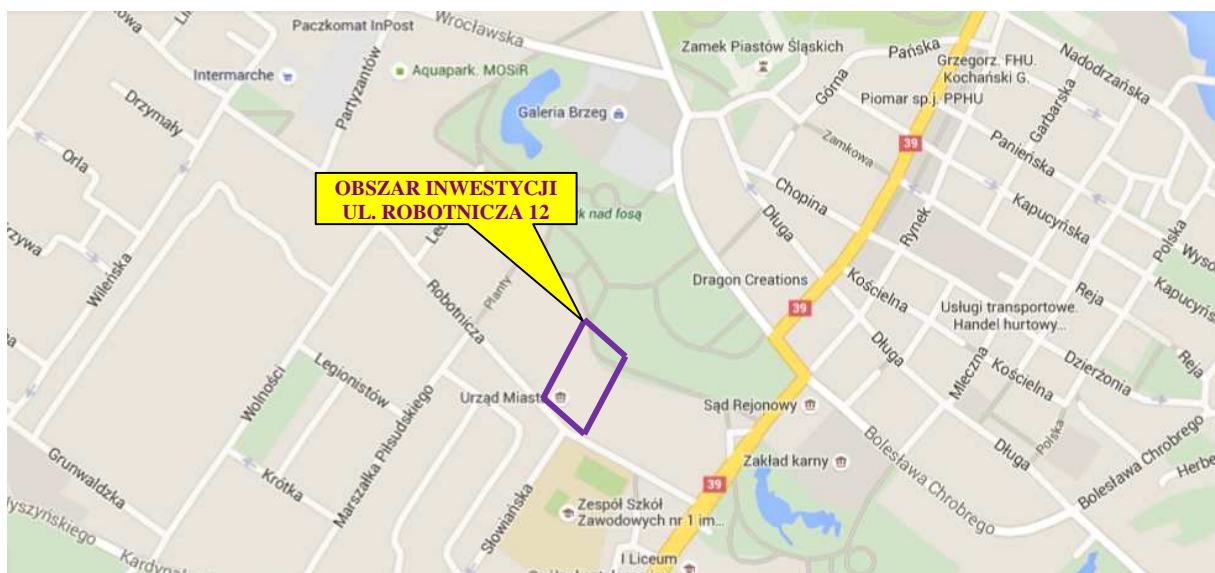 Paczkomat InPost
Wrocławska
Zamek Piastów Śląskich
Pańska
Nadodrzańska
Grzegorz. FHU.
Kochański G.
Intermarche
Aquapark. MOSiR
Partyzantów
Górna
Garbarska
Piomar sp.j. PPHU
Drzymały
Galeria Brzeg
39
Zamkowa
Panieńska
Orla
OBSZAR INWESTYCJI
UL. ROBOTNICZA 12
nad fosą
Chopina
Kapucyńska
Długa
Rynek
Polska
Wileńska
Planty
Robotnicza
Dragon Creations
Kościelna
Reja
Kapucyńska
39
Usługi transportowe.
Handel hurtowy...
Długa
Mleczna
Kościelna
Dzierżonia
Reja
Legionistów
Wolności
Urząd Miasta
Sąd Rejonowy
Marszałka Piłsudskiego
Bolesława Chrobrego
Długa
Polska
Bolesława Chrobrego
Grunwaldzka
Krótka
Zakład karny
39
Słowiańska
Zespół Szkół
Zawodowych nr 1 im...
I Liceum